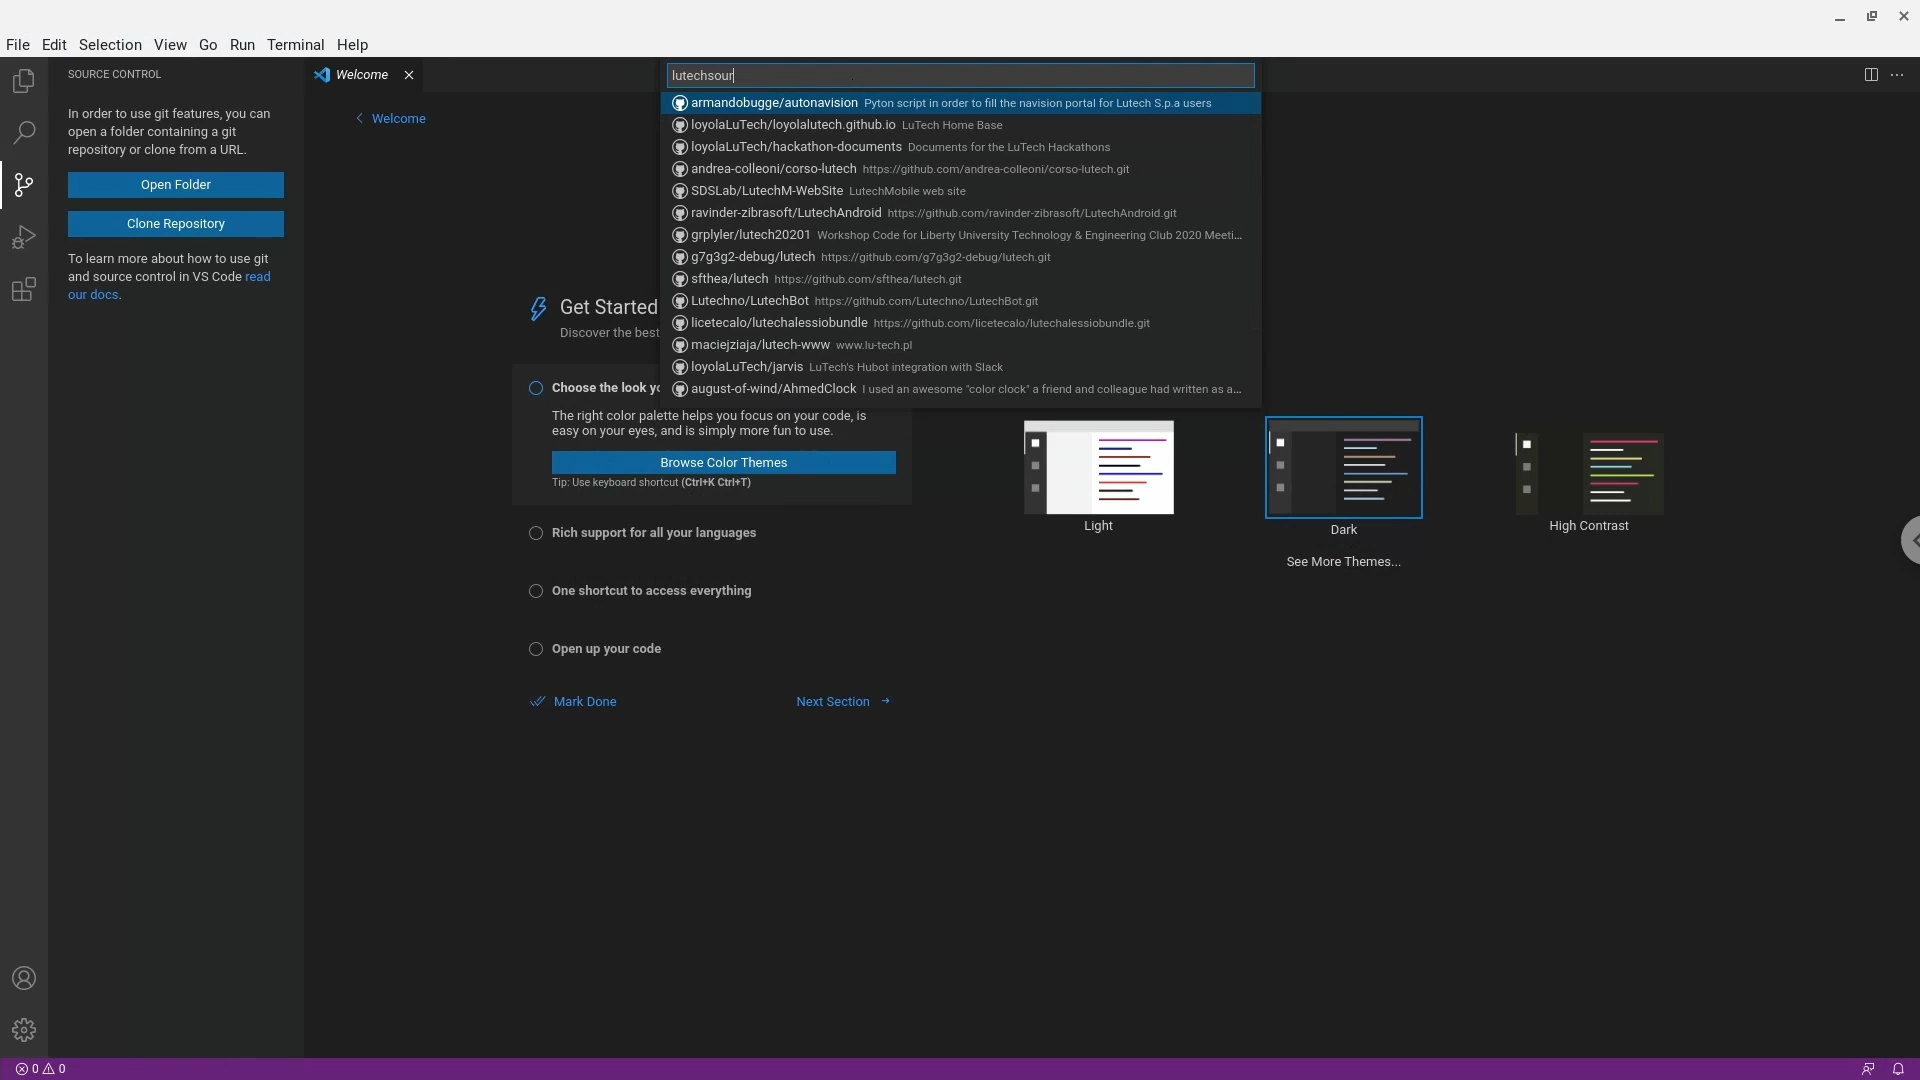 File Edit Selection View Go Run Terminal Help
SOURCE CONTROL
In order to use git features, you can
open a folder containing a git
repository or clone from a URL.
Open Folder
Clone Repository
To learn more about how to use git
and source control in VS Code read
our docs.
Welcome
lutechsour
armandobugge/autonavision Pyton script in order to fill the navision portal for Lutech S.p.a users
loyolaLuTech/loyolalutech.github.io LuTech Home Base
loyolaLuTech/hackathon-documents Documents for the LuTech Hackathons
andrea-colleoni/corso-lutech https://github.com/andrea-colleoni/corso-lutech.git
SDSLab/LutechM-WebSite LutechMobile web site
ravinder-zibrasoft/LutechAndroid https://github.com/ravinder-zibrasoft/LutechAndroid.git
grplyler/lutech20201 Workshop Code for Liberty University Technology & Engineering Club 2020 Meeti...
g7g3g2-debug/lutech https://github.com/g7g3g2-debug/lutech.git
sfthea/lutech https://github.com/sfthea/lutech.git
Lutechno/LutechBot https://github.com/Lutechno/LutechBot.git
licetecalo/lutechalessiobundle https://github.com/licetecalo/lutechalessiobundle.git
maciejziaja/lutech-www www.lu-tech.pl
loyolaLuTech/jarvis LuTech's Hubot integration with Slack
august-of-wind/AhmedClock I used an awesome "color clock" a friend and colleague had written as a...
Welcome
Get Started
Discover the best
Choose the look yo
The right color palette helps you focus on your code, is
easy on your eyes, and is simply more fun to use.
Browse Color Themes
Tip: Use keyboard shortcut (Ctrl+K Ctrl+T)
Rich support for all your languages
One shortcut to access everything
Open up your code
Mark Done
Next Section
Light
Dark
High Contrast
See More Themes...
0 0